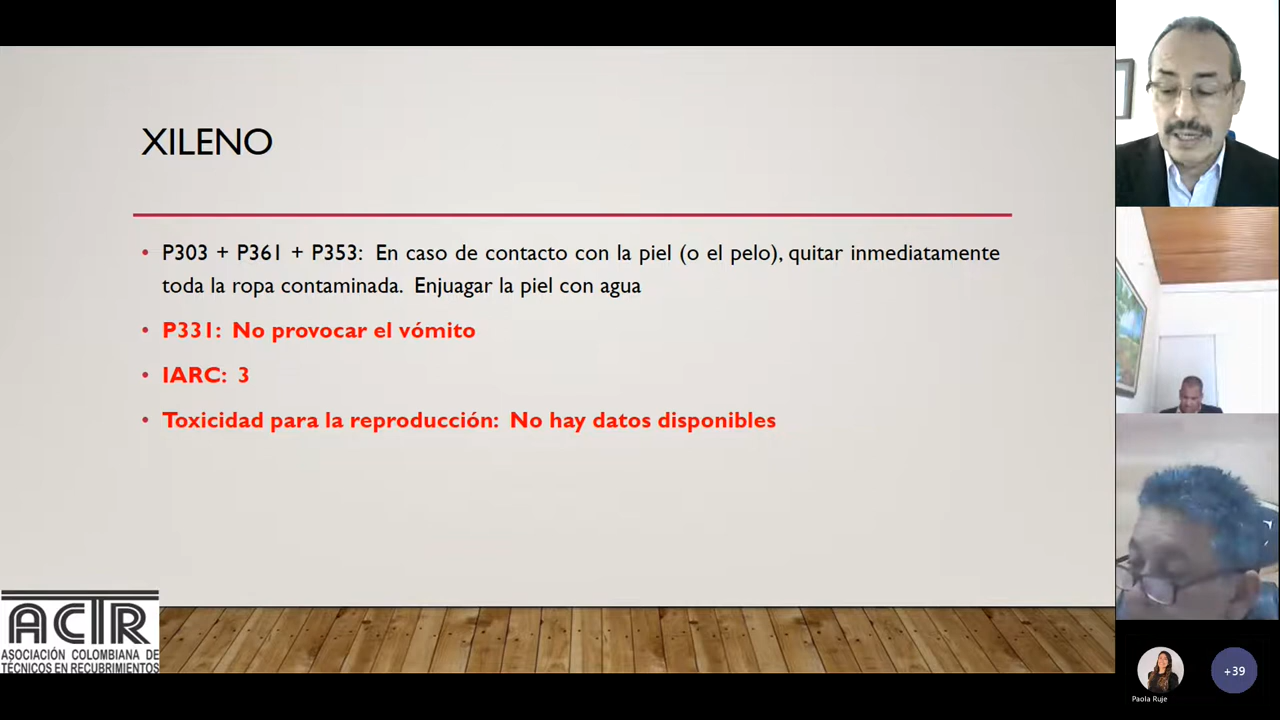 XILENO
• P303 + P361 + P353: En caso de contacto con la piel (o el pelo), quitar inmediatamente
toda la ropa contaminada. Enjuagar la piel con agua
• P331: No provocar el vómito
• IARC: 3
• Toxicidad para la reproducción: No hay datos disponibles
ACTR
ASOCIACIÓN COLOMBIANA DE
TÉCNICOS EN RECUBRIMIENTOS
Paola Ruje
+39